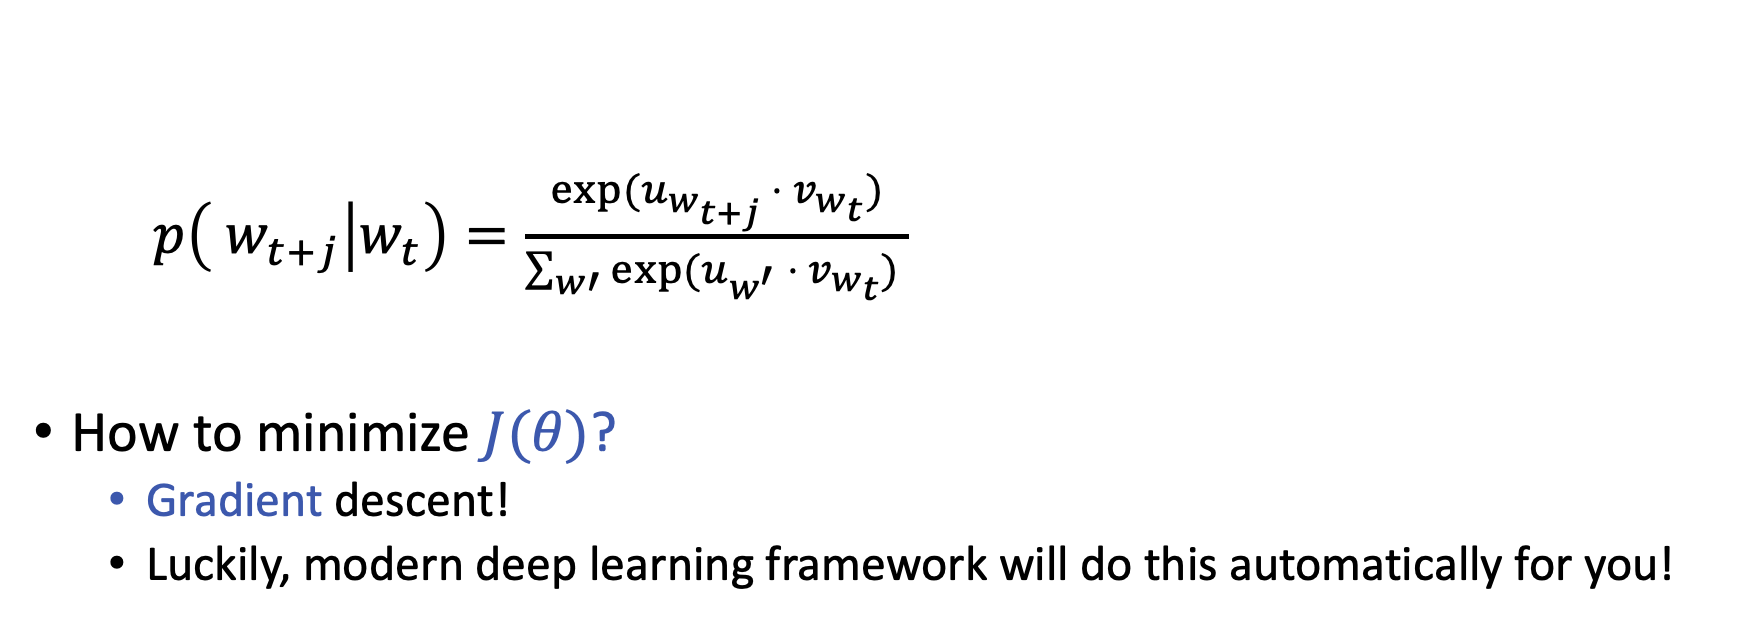 p( w_{t+j}|w_t) = \frac{exp(u_{w_{t+j}} · v_{w_t})}{∑_{w′} exp(u_{w′} · v_{w_t})}
• How to minimize J(θ)?
• Gradient descent!
• Luckily, modern deep learning framework will do this automatically for you!